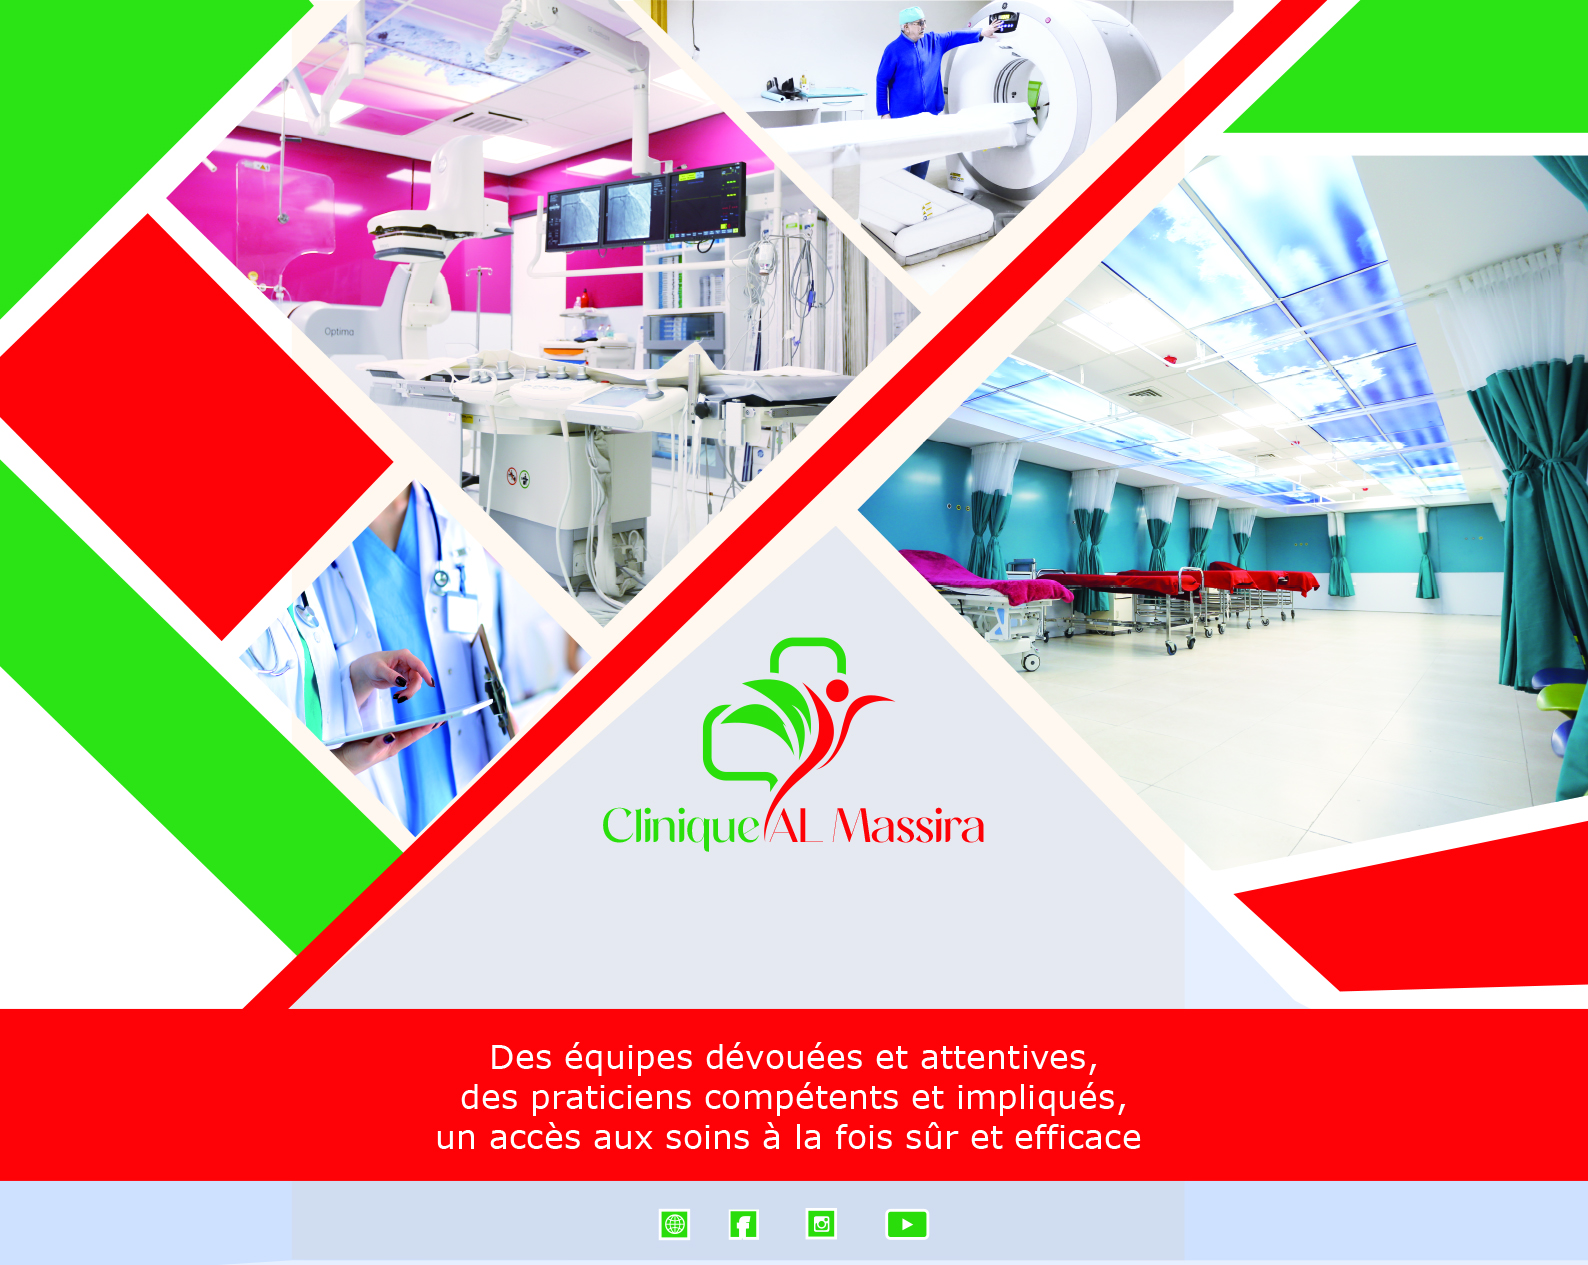 Optima
Clinique AL Massira
Des équipes dévouées et attentives,
des praticiens compétents et impliqués,
un accès aux soins à la fois sûr et efficace